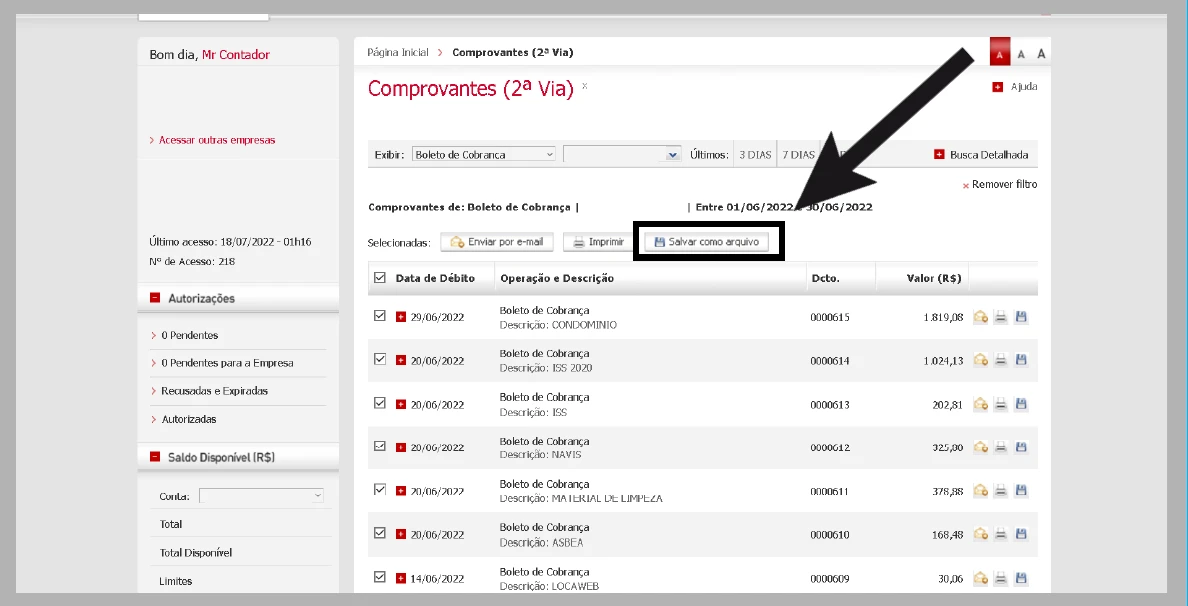 Bom dia, Mr Contador
Acessar outras empresas
Último acesso: 18/07/2022 - 01h16
Nº de Acesso: 218
Autorizações
0 Pendentes
0 Pendentes para a Empresa
Recusadas e Expiradas
Autorizadas
Saldo Disponível (R$)
Conta:
Total
Total Disponível
Limites
Página Inicial > Comprovantes (2ª Via)
A A A
Comprovantes (2ª Via) x
Ajuda
Exibir: Boleto de Cobranca Últimos: 3 DIAS 7 DIAS
Busca Detalhada
Remover filtro
Comprovantes de: Boleto de Cobrança | | Entre 01/06/2022 e 30/06/2022
Selecionadas: Enviar por e-mail Imprimir Salvar como arquivo
Data de Débito Operação e Descrição Dcto. Valor (R$)
29/06/2022 Boleto de Cobrança 0000615 1.819,08
Descrição: CONDOMINIO
20/06/2022 Boleto de Cobrança 0000614 1.024,13
Descrição: ISS 2020
20/06/2022 Boleto de Cobrança 0000613 202,81
Descrição: ISS
20/06/2022 Boleto de Cobrança 0000612 325,80
Descrição: NAVIS
20/06/2022 Boleto de Cobrança 0000611 378,88
Descrição: MATERIAL DE LIMPEZA
20/06/2022 Boleto de Cobrança 0000610 168,48
Descrição: ASBEA
14/06/2022 Boleto de Cobrança 0000609 30,06
Descrição: LOCAWEB